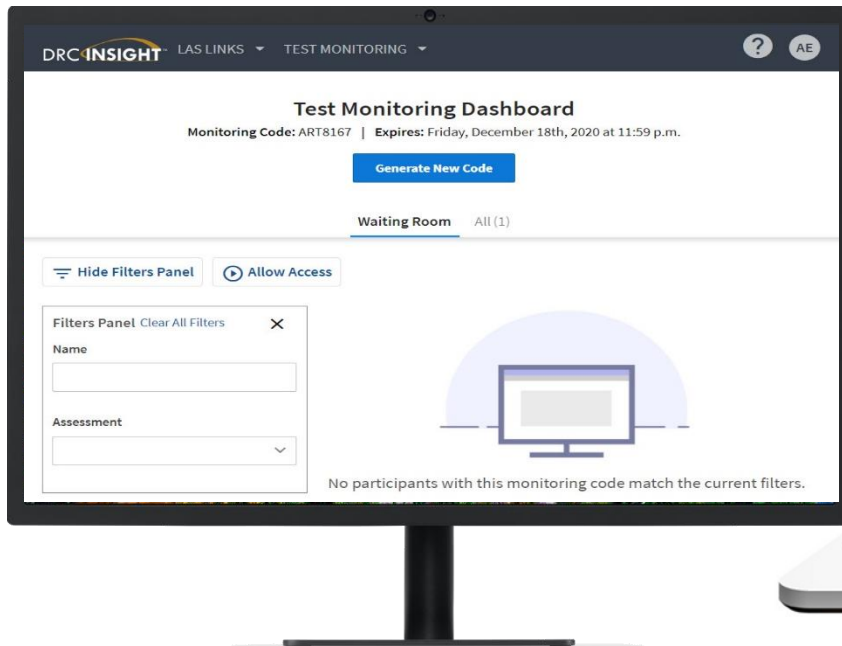 DRC INSIGHT LAS LINKS TEST MONITORING ? AE
Test Monitoring Dashboard
Monitoring Code: ART8167 | Expires: Friday, December 18th, 2020 at 11:59 p.m.
Generate New Code
Waiting Room All (1)
Hide Filters Panel Allow Access
Filters Panel Clear All Filters
Name
Assessment
No participants with this monitoring code match the current filters.